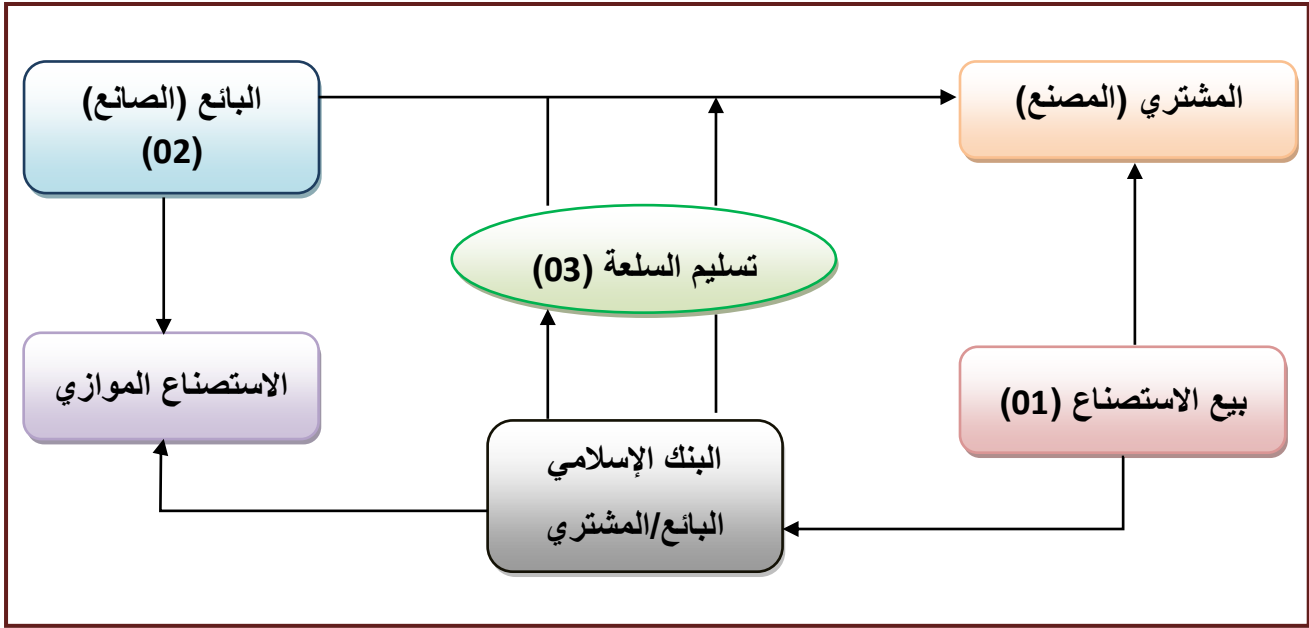 المشتري (المصنع)
البائع (الصانع)
(02)
تسليم السلعة (03)
بيع الاستصناع (01)
الاستصناع الموازي
البنك الإسلامي
البائع/المشتري